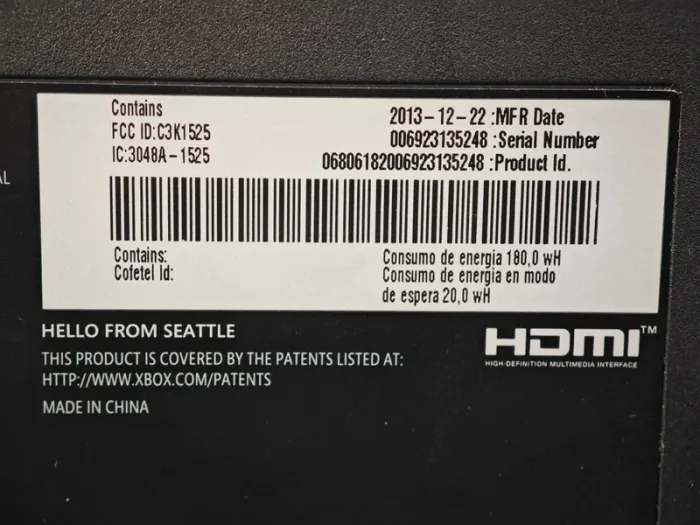 Contains
FCC ID:C3K1525
IC:3048A-1525
2013-12-22 :MFR Date
006923135248 :Serial Number
06806182006923135248 :Product Id.
Contains:
Cofetel Id:
Consumo de energia 180,0 wH
Consumo de energia en modo
de espera 20,0 wH
AL
HELLO FROM SEATTLE
THIS PRODUCT IS COVERED BY THE PATENTS LISTED AT:
HTTP://WWW.XBOX.COM/PATENTS
MADE IN CHINA
HDMI™
HIGH-DEFINITION MULTIMEDIA INTERFACE